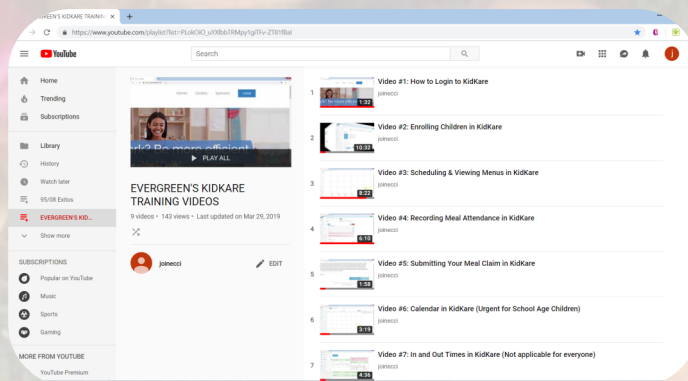 EVERGREEN'S KIDKARE TRAINING
https://www.youtube.com/playlist?list=
YouTube
Search
Home
Trending
Subscriptions
Library
History
Watch later
95/08 Exitos
EVERGREEN'S KID...
Show more
SUBSCRIPTIONS
Popular on YouTube
Music
Sports
Gaming
MORE FROM YOUTUBE
YouTube Premium
PLAY ALL
EVERGREEN'S KIDKARE
TRAINING VIDEOS
9 videos • 143 views • Last updated on Mar 29, 2019
joinecci
EDIT
1
1:32
Video #1: How to Login to KidKare
joinecci
2
10:32
Video #2: Enrolling Children in KidKare
joinecci
3
8:22
Video #3: Scheduling & Viewing Menus in KidKare
joinecci
4
6:10
Video #4: Recording Meal Attendance in KidKare
joinecci
5
1:58
Video #5: Submitting Your Meal Claim in KidKare
joinecci
6
3:19
Video #6: Calendar in KidKare (Urgent for School Age Children)
joinecci
7
4:36
Video #7: In and Out Times in KidKare (Not applicable for everyone)
joinecci